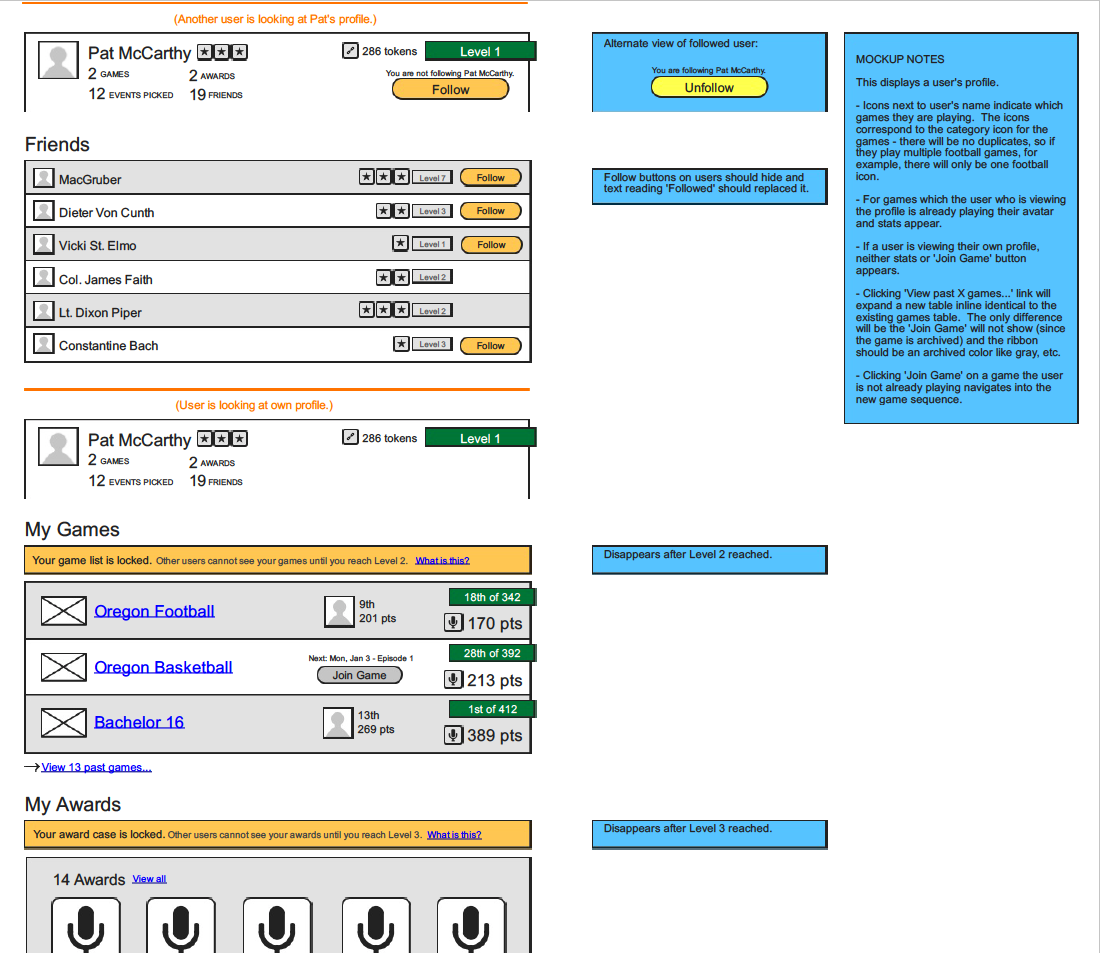 (Another user is looking at Pat's profile.)
Pat McCarthy
286 tokens
Level 1
2 GAMES
2 AWARDS
12 EVENTS PICKED
19 FRIENDS
You are not following Pat McCarthy.
Follow
Friends
MacGruber
Level 7
Follow
Dieter Von Cunth
Level 3
Follow
Vicki St. Elmo
Level 1
Follow
Col. James Faith
Level 2
Lt. Dixon Piper
Level 2
Constantine Bach
Level 3
Follow
(User is looking at own profile.)
Pat McCarthy
286 tokens
Level 1
2 GAMES
2 AWARDS
12 EVENTS PICKED
19 FRIENDS
My Games
Your game list is locked. Other users cannot see your games until you reach Level 2. What is this?
Oregon Football
9th
201 pts
18th of 342
170 pts
Oregon Basketball
Next: Mon, Jan 3 - Episode 1
Join Game
28th of 392
213 pts
Bachelor 16
13th
269 pts
1st of 412
389 pts
View 13 past games...
My Awards
Your award case is locked. Other users cannot see your awards until you reach Level 3. What is this?
14 Awards View all
Alternate view of followed user:
You are following Pat McCarthy.
Unfollow
Follow buttons on users should hide and
text reading 'Followed' should replaced it.
Disappears after Level 2 reached.
Disappears after Level 3 reached.
MOCKUP NOTES
This displays a user's profile.
- Icons next to user's name indicate which
games they are playing. The icons
correspond to the category icon for the
games - there will be no duplicates, so if
they play multiple football games, for
example, there will only be one football
icon.
- For games which the user who is viewing
the profile is already playing their avatar
and stats appear.
- If a user is viewing their own profile,
neither stats or 'Join Game' button
appears.
- Clicking 'View past X games...' link will
expand a new table inline identical to the
existing games table. The only difference
will be the 'Join Game' will not show (since
the game is archived) and the ribbon
should be an archived color like gray, etc.
- Clicking 'Join Game' on a game the user
is not already playing navigates into the
new game sequence.